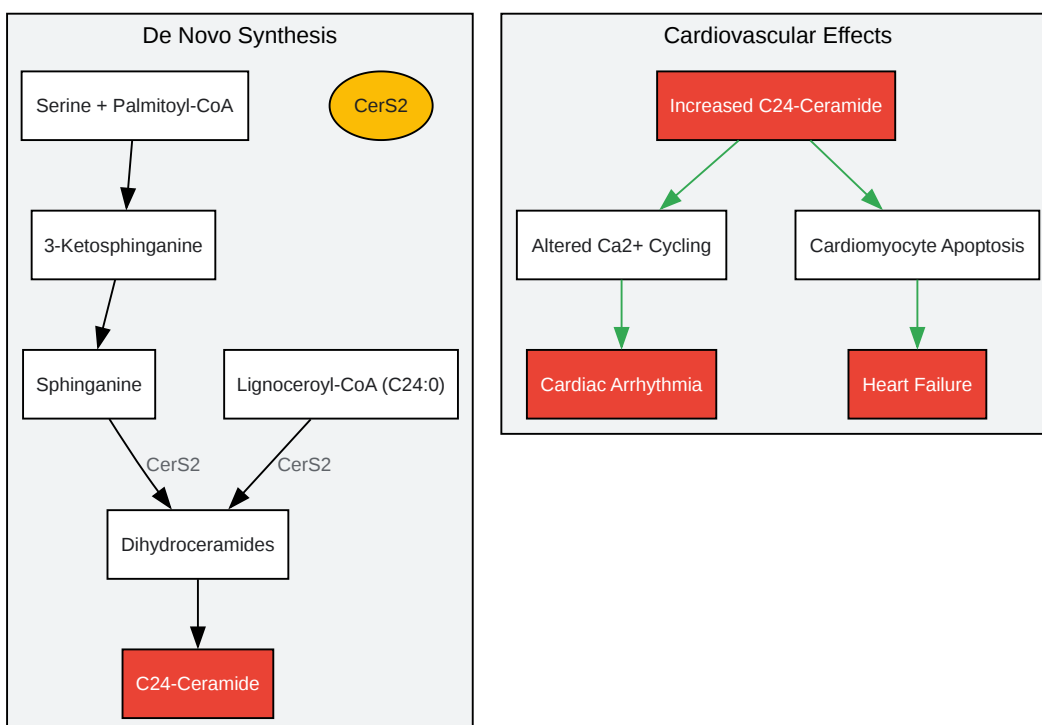 De Novo Synthesis
Serine + Palmitoyl-CoA
CerS2
3-Ketosphinganine
Sphinganine
Lignoceroyl-CoA (C24:0)
CerS2
CerS2
Dihydroceramides
C24-Ceramide
Cardiovascular Effects
Increased C24-Ceramide
Altered Ca2+ Cycling
Cardiomyocyte Apoptosis
Cardiac Arrhythmia
Heart Failure